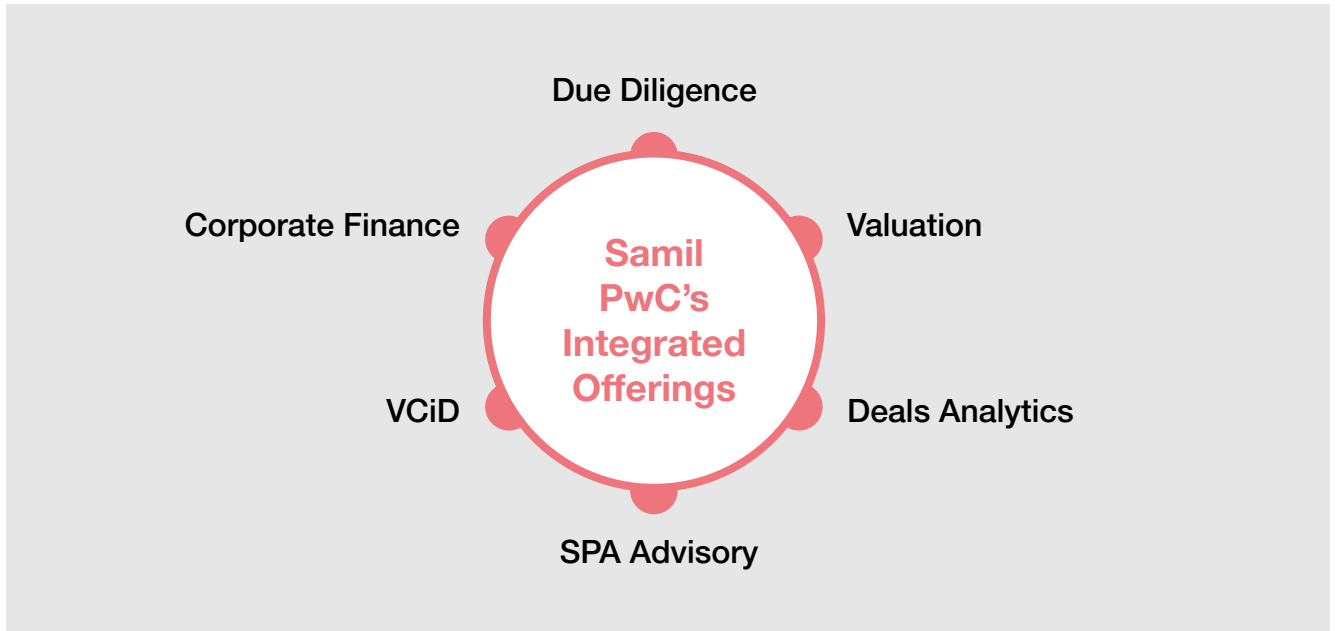 Due Diligence
Corporate Finance
Valuation
Samil
PwC’s
Integrated
Offerings
VCiD
Deals Analytics
SPA Advisory